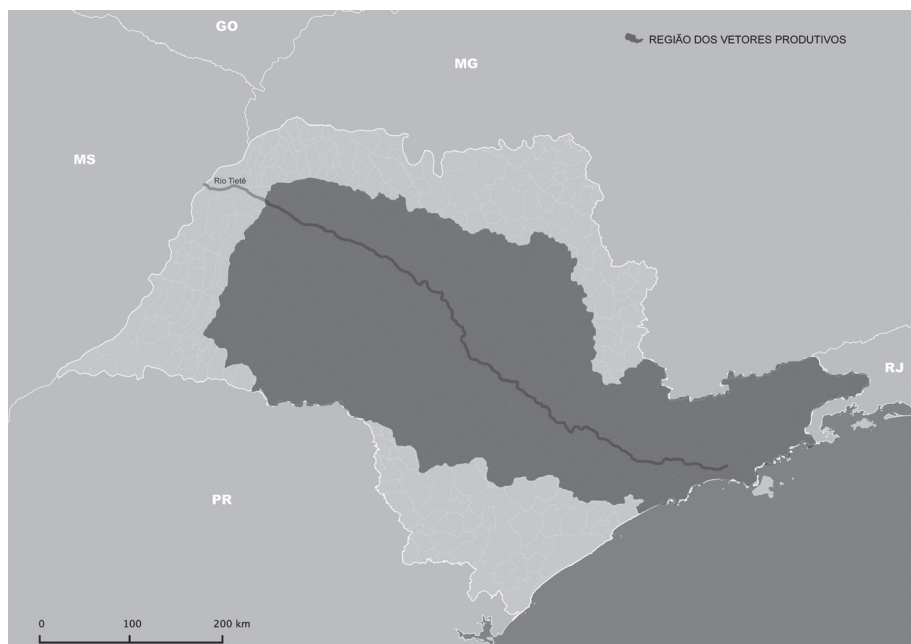 GO
REGIÃO DOS VETORES PRODUTIVOS
MG
MS
Rio Tietê
RJ
PR
0 100 200 km